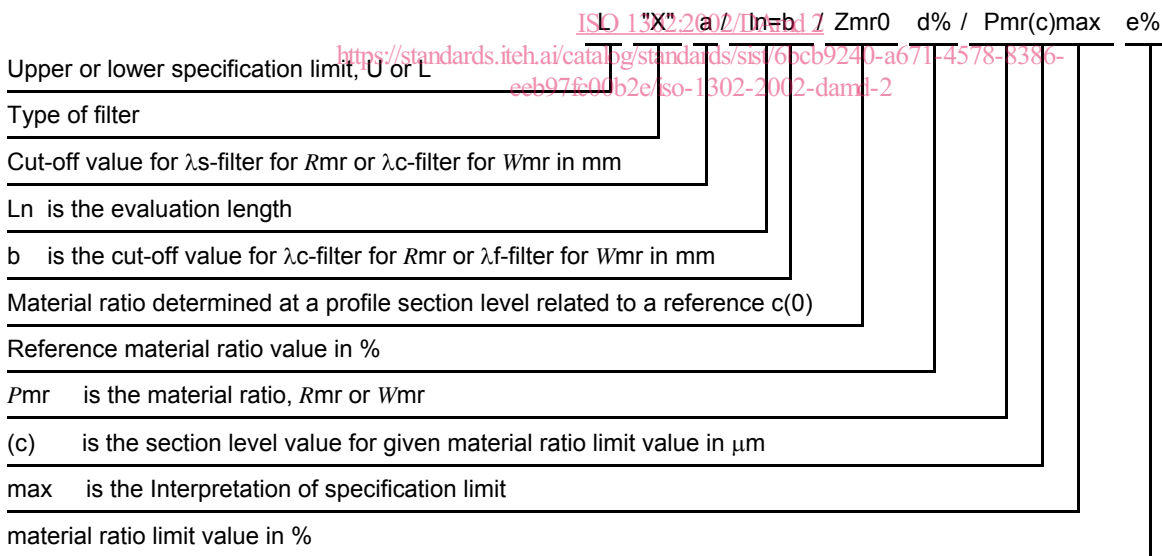 ISO 1302:2002/DAmd 2
L "X" a / ln=b / Zmr0 d% / Pmr(c)max e%
https://standards.iteh.ai/catalog/standards/sist/6bcb9240-a671-4578-8386-
eeb97fc00b2e/iso-1302-2002-damd-2
Upper or lower specification limit, U or L
Type of filter
Cut-off value for λs-filter for Rmr or λc-filter for Wmr in mm
Ln is the evaluation length
b is the cut-off value for λc-filter for Rmr or λf-filter for Wmr in mm
Material ratio determined at a profile section level related to a reference c(0)
Reference material ratio value in %
Pmr is the material ratio, Rmr or Wmr
(c) is the section level value for given material ratio limit value in μm
max is the Interpretation of specification limit
material ratio limit value in %